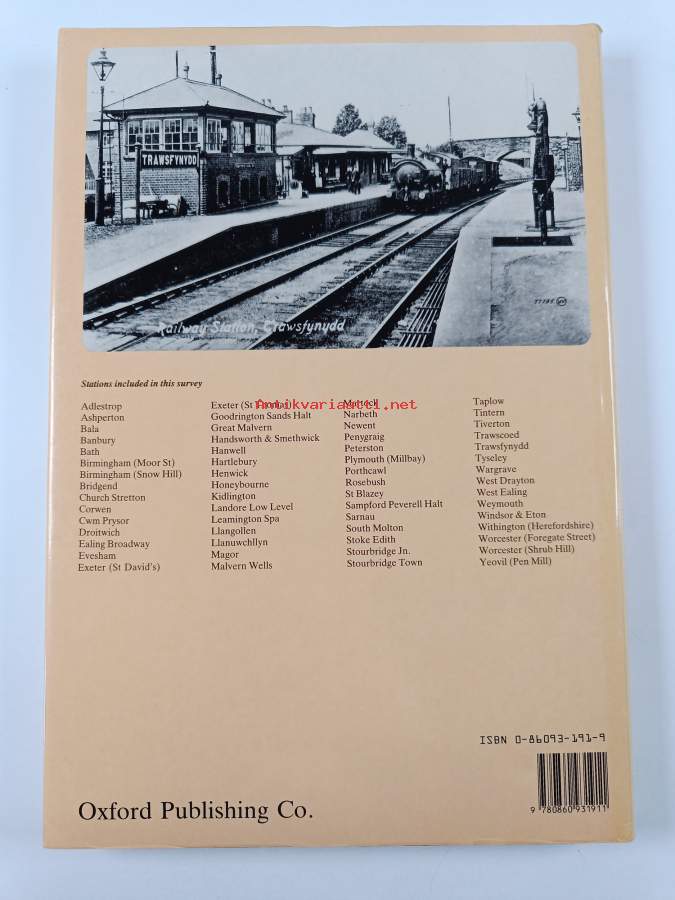 TRAWSFYNYDD
Railway Station, Trawsfynydd
77195 JV
Stations included in this survey
Adlestrop
Ashperton
Bala
Banbury
Bath
Birmingham (Moor St)
Birmingham (Snow Hill)
Bridgend
Church Stretton
Corwen
Cwm Prysor
Droitwich
Ealing Broadway
Evesham
Exeter (St David's)
Exeter (St Thomas)
Goodrington Sands Halt
Great Malvern
Handsworth & Smethwick
Hanwell
Hartlebury
Henwick
Honeybourne
Kidlington
Landore Low Level
Leamington Spa
Llangollen
Llanuwchllyn
Magor
Malvern Wells
Narbeth
Newent
Penygraig
Peterston
Plymouth (Millbay)
Porthcawl
Rosebush
St Blazey
Sampford Peverell Halt
Sarnau
South Molton
Stoke Edith
Stourbridge Jn.
Stourbridge Town
Taplow
Tintern
Tiverton
Trawscoed
Trawsfynydd
Tyseley
Wargrave
West Drayton
West Ealing
Weymouth
Windsor & Eton
Withington (Herefordshire)
Worcester (Foregate Street)
Worcester (Shrub Hill)
Yeovil (Pen Mill)
Antikvariaatti.net
ISBN 0-86093-191-9
9 780860 931911
Oxford Publishing Co.